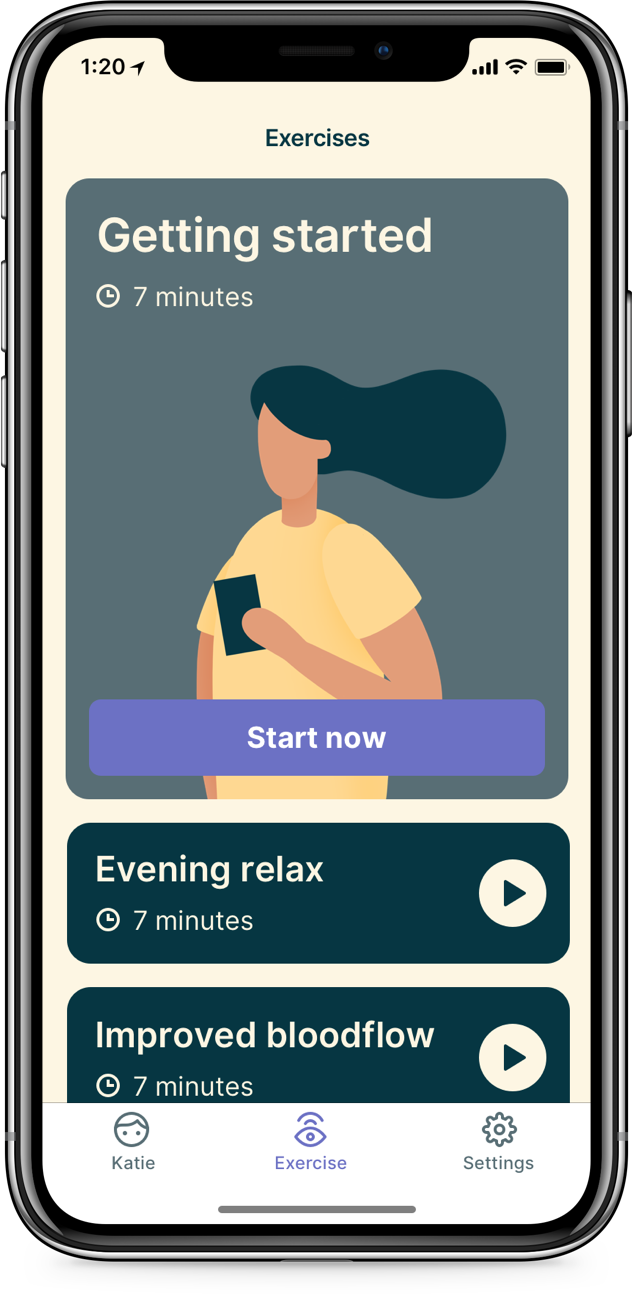 1:20
Exercises
Getting started
7 minutes
Start now
Evening relax
7 minutes
Improved bloodflow
7 minutes
Katie
Exercise
Settings